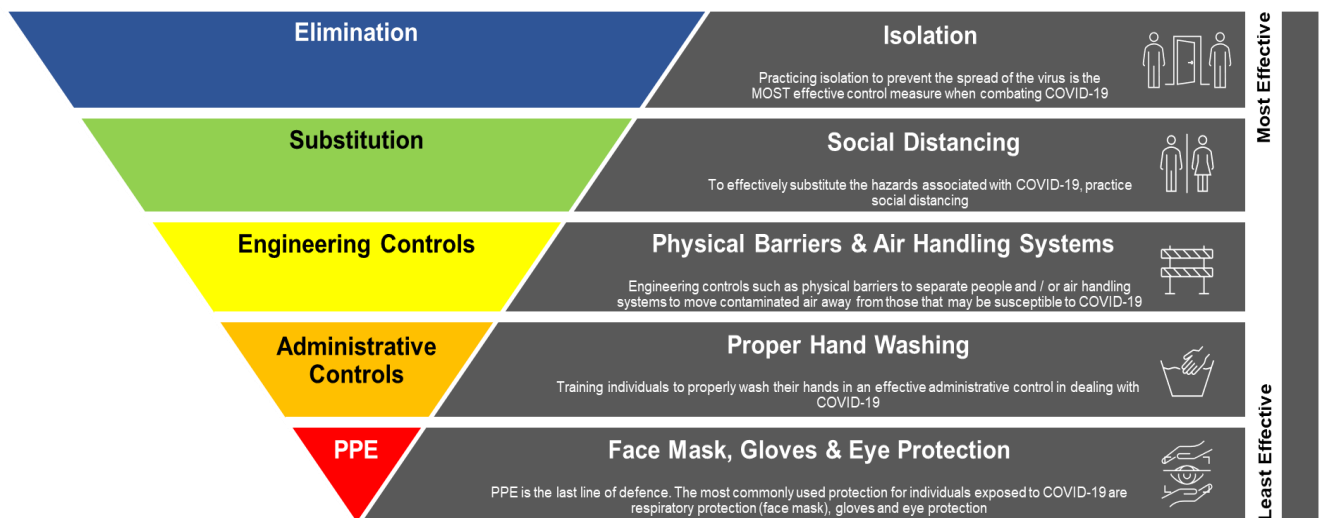 Elimination
Isolation
Practicing isolation to prevent the spread of the virus is the
MOST effective control measure when combating COVID-19
Most Effective
Substitution
Social Distancing
To effectively substitute the hazards associated with COVID-19, practice
social distancing
Engineering Controls
Physical Barriers & Air Handling Systems
Engineering controls such as physical barriers to separate people and / or air handling
systems to move contaminated air away from those that may be susceptible to COVID-19
Administrative
Controls
Proper Hand Washing
Training individuals to properly wash their hands in an effective administrative control in dealing with
COVID-19
Least Effective
PPE
Face Mask, Gloves & Eye Protection
PPE is the last line of defence. The most commonly used protection for individuals exposed to COVID-19 are
respiratory protection (face mask), gloves and eye protection